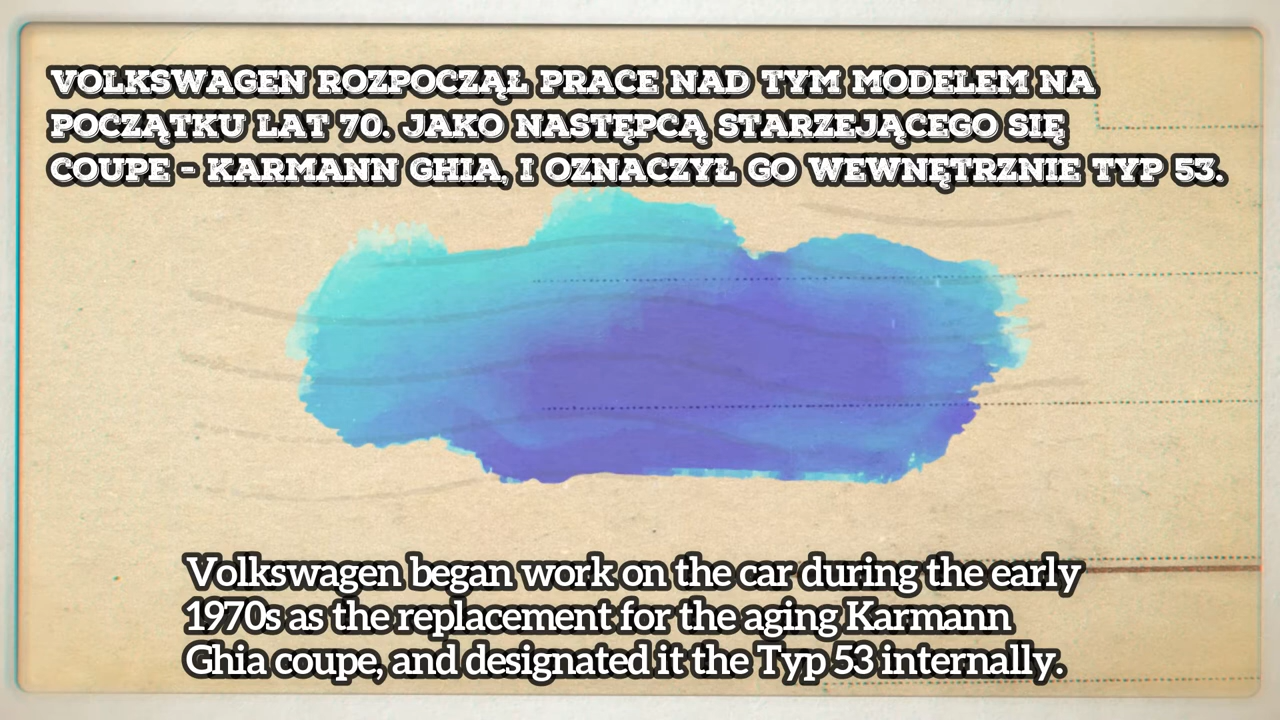 VOLKSWAGEN ROZPOCZĄŁ PRACE NAD TYM MODELEM NA
POCZĄTKU LAT 70. JAKO NASTĘPCĄ STARZEJĄCEGO SIĘ
COUPE - KARMANN GHIA, I OZNACZYŁ GO WEWNĘTRZNIE TYP 53.
Volkswagen began work on the car during the early
1970s as the replacement for the aging Karmann
Ghia coupe, and designated it the Typ 53 internally.